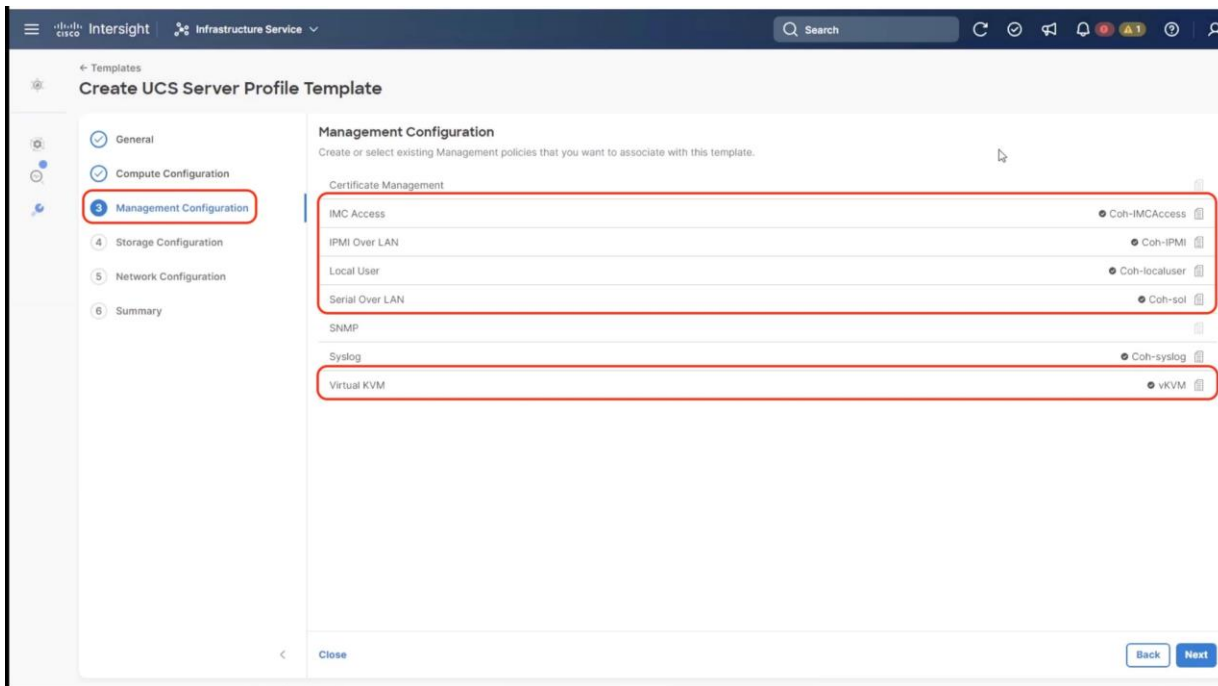 cisco Intersight Infrastructure Service Search 0 1
← Templates
Create UCS Server Profile Template
General
Compute Configuration
3 Management Configuration
4 Storage Configuration
5 Network Configuration
6 Summary
Management Configuration
Create or select existing Management policies that you want to associate with this template.
Certificate Management
IMC Access Coh-IMCAccess
IPMI Over LAN Coh-IPMI
Local User Coh-localuser
Serial Over LAN Coh-sol
SNMP
Syslog Coh-syslog
Virtual KVM vKVM
Close Back Next